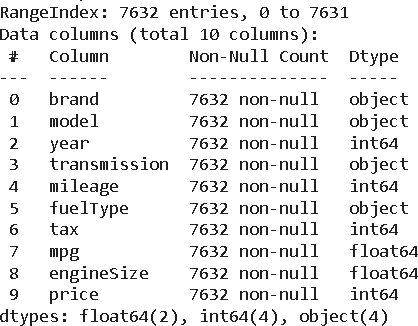 RangeIndex: 7632 entries, 0 to 7631
Data columns (total 10 columns):
 #   Column        Non-Null Count  Dtype
---  ------        --------------  -----
 0   brand         7632 non-null   object
 1   model         7632 non-null   object
 2   year          7632 non-null   int64
 3   transmission  7632 non-null   object
 4   mileage       7632 non-null   int64
 5   fuelType      7632 non-null   object
 6   tax           7632 non-null   int64
 7   mpg           7632 non-null   float64
 8   engineSize    7632 non-null   float64
 9   price         7632 non-null   int64
dtypes: float64(2), int64(4), object(4)